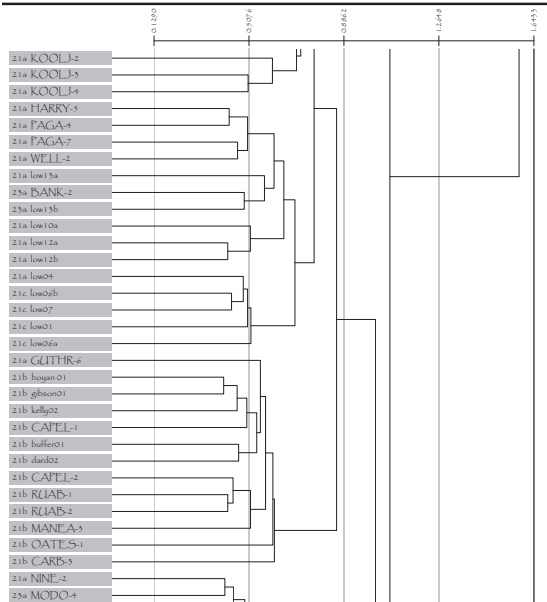 0.1290 0.5076 0.8862 1.2648 1.6433
21a KOOLJ-2
21a KOOLJ-3
21a KOOLJ-4
21a HARRY-5
21a PAGA-4
21a PAGA-7
21a WELL-2
21a low13a
23a BANK-2
23a low13b
21a low10a
21a low12a
21a low12b
21a low04
21c low06b
21c low07
21c low01
21c low06a
21a GUTHR-6
21b boyan01
21b gibson01
21b kelly02
21b CAPEL-1
21b buffer01
21b dard02
21b CAPEL-2
21b RUAB-1
21b RUAB-2
21b MANEA-3
21b OATES-1
21b CARB-3
21a NINE-2
23a MODO-4